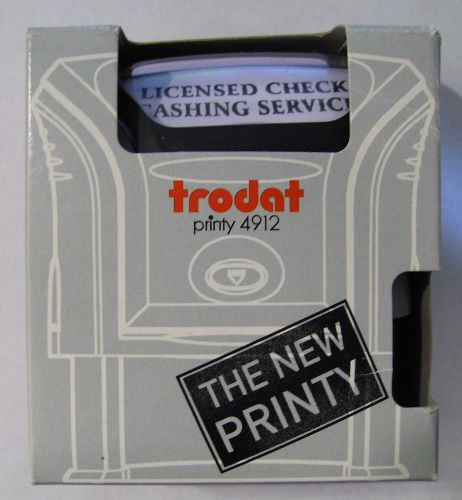 LICENSED CHECK
CASHING SERVICE
trodat
printy 4912
THE NEW
PRINTY